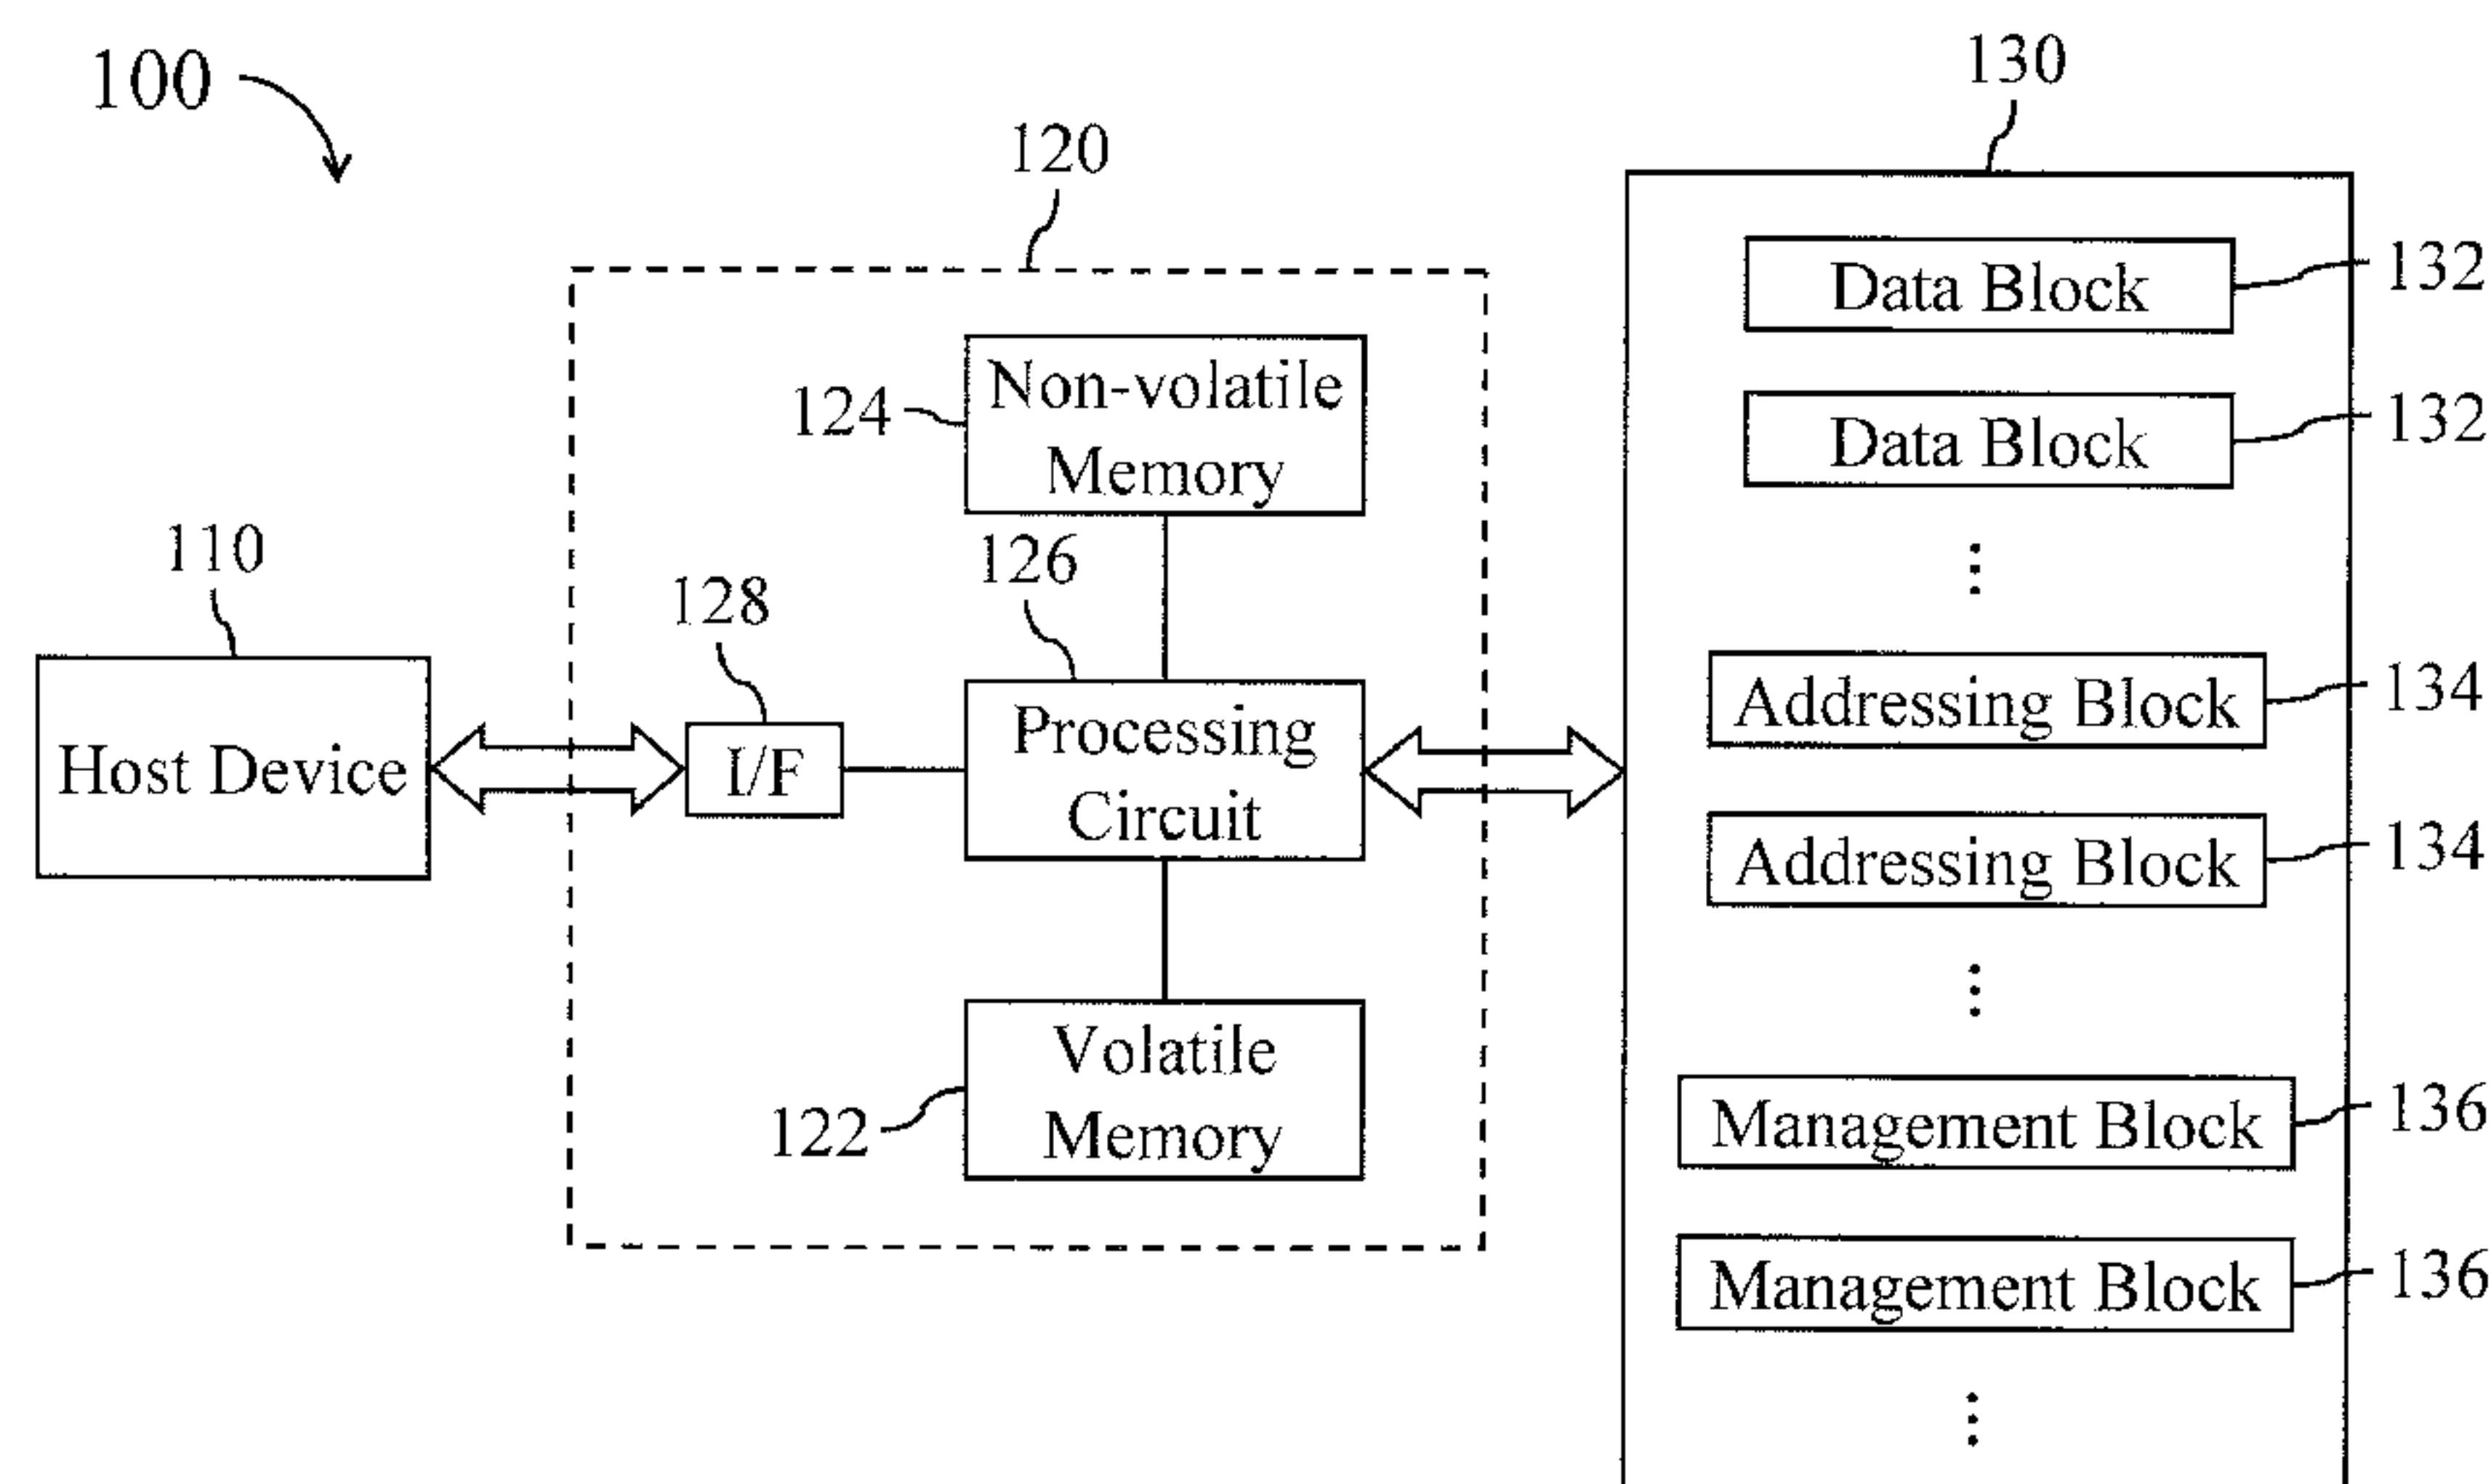 100
130
120
Data Block
132
Non-volatile
Memory
124
Data Block
132
126
110
128
Addressing Block
134
Host Device
I/F
Processing
Circuit
Addressing Block
134
Volatile
Memory
122
Management Block
136
Management Block
136